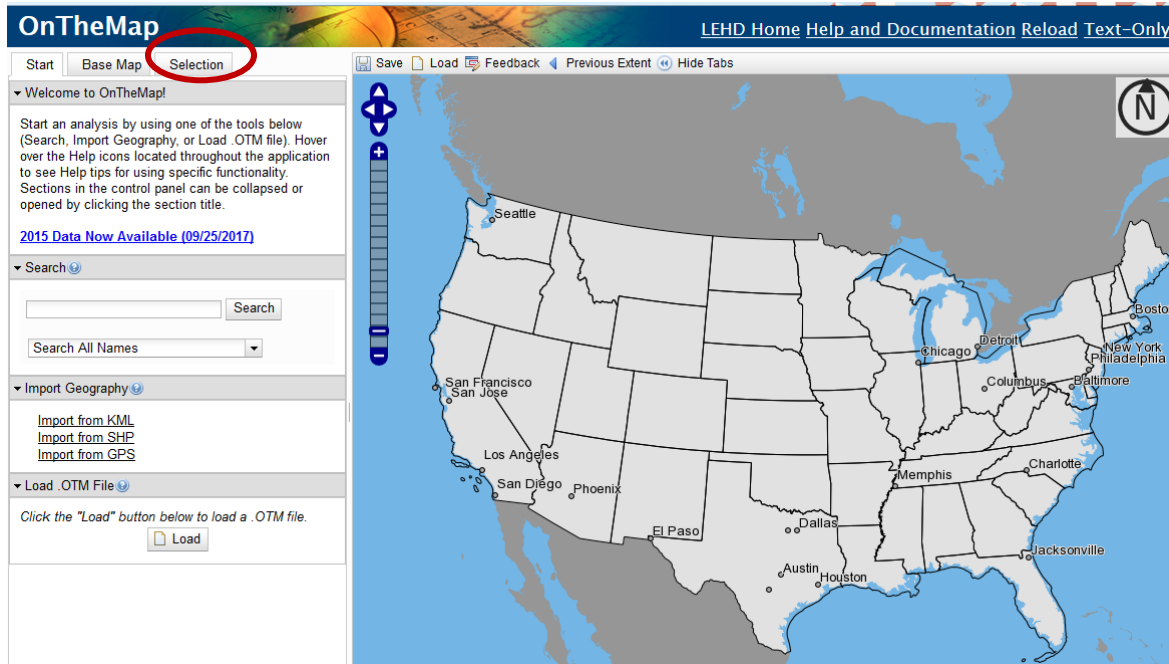 OnTheMap
LEHD Home Help and Documentation Reload Text-Only
Start Base Map Selection
Save Load Feedback Previous Extent Hide Tabs
Welcome to OnTheMap!
Start an analysis by using one of the tools below
(Search, Import Geography, or Load .OTM file). Hover
over the Help icons located throughout the application
to see Help tips for using specific functionality.
Sections in the control panel can be collapsed or
opened by clicking the section title.
2015 Data Now Available (09/25/2017)
Search
Search
Search All Names
Import Geography
Import from KML
Import from SHP
Import from GPS
Load .OTM File
Click the "Load" button below to load a .OTM file.
Load
N
Seattle
Boston
Detroit
New York
Chicago
Philadelphia
San Francisco
Columbus
Baltimore
San Jose
Los Angeles
Charlotte
Memphis
San Diego
Phoenix
Dallas
El Paso
Jacksonville
Austin
Houston